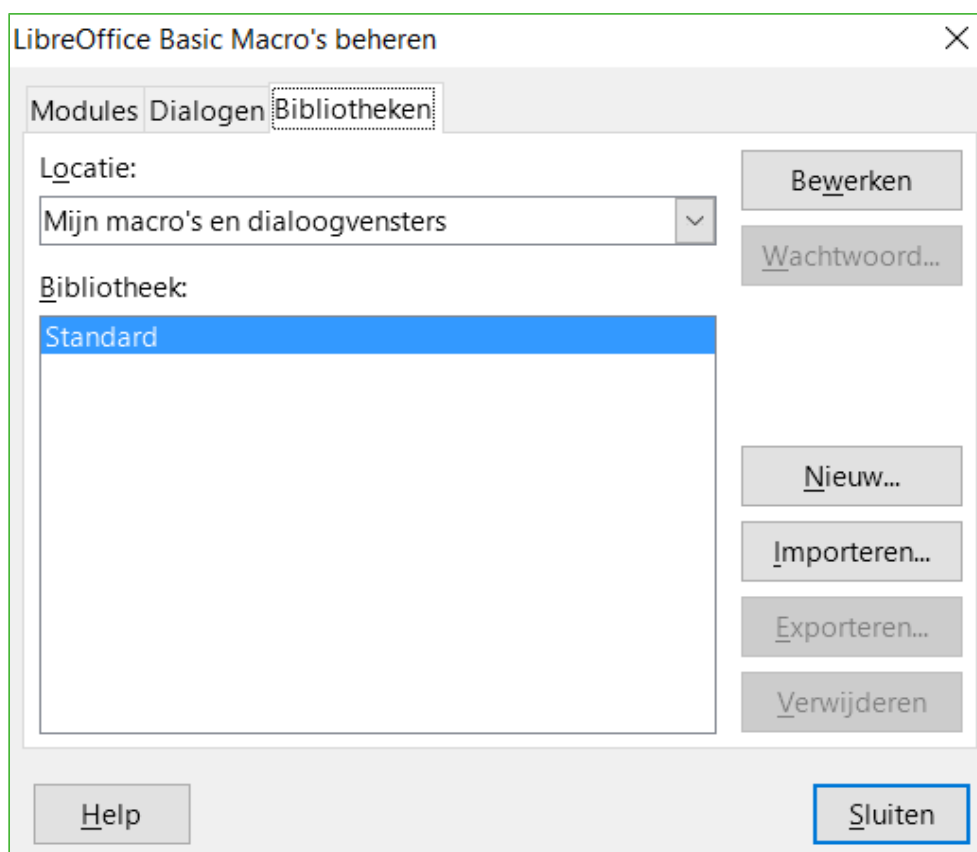 LibreOffice Basic Macro's beheren
Modules Dialogen Bibliotheken
Locatie:
Bewerken
Mijn macro's en dialoogvensters
Wachtwoord...
Bibliotheek:
Standard
Nieuw...
Importeren...
Exporteren...
Verwijderen
Help
Sluiten